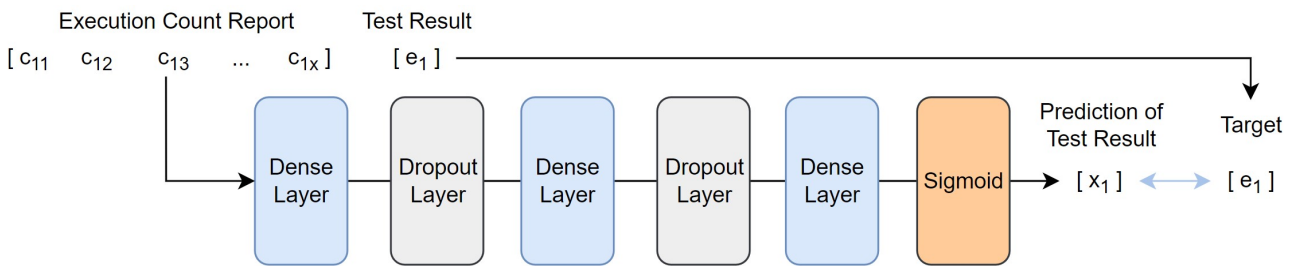 Execution Count Report Test Result
[ c11 c12 c13 ... c1x ] [ e1 ]
Dense Layer
Dropout Layer
Dense Layer
Dropout Layer
Dense Layer
Sigmoid
Prediction of
Test Result
[ x1 ]
Target
[ e1 ]